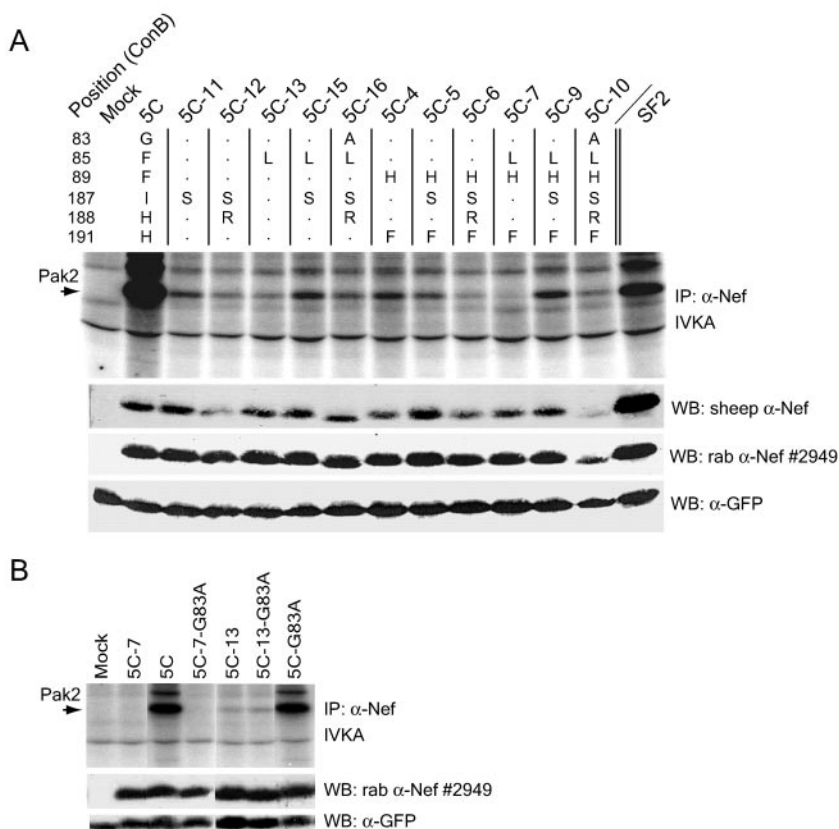 A
Position (ConB)
Mock 5C 5C-11 5C-12 5C-13 5C-15 5C-16 5C-4 5C-5 5C-6 5C-7 5C-9 5C-10 SF2
83 G . . . . A . . . . . A
85 F . . L L L . . . L L L
89 F . . . . . H H H H H H
187 I S S . S S . S S . S S
188 H . R . . R . . R . . R
191 H . . . . . F F F F F F
Pak2
IP: α-Nef
IVKA
WB: sheep α-Nef
WB: rab α-Nef #2949
WB: α-GFP
B
Mock 5C-7 5C 5C-7-G83A 5C-13 5C-13-G83A 5C-G83A
Pak2
IP: α-Nef
IVKA
WB: rab α-Nef #2949
WB: α-GFP